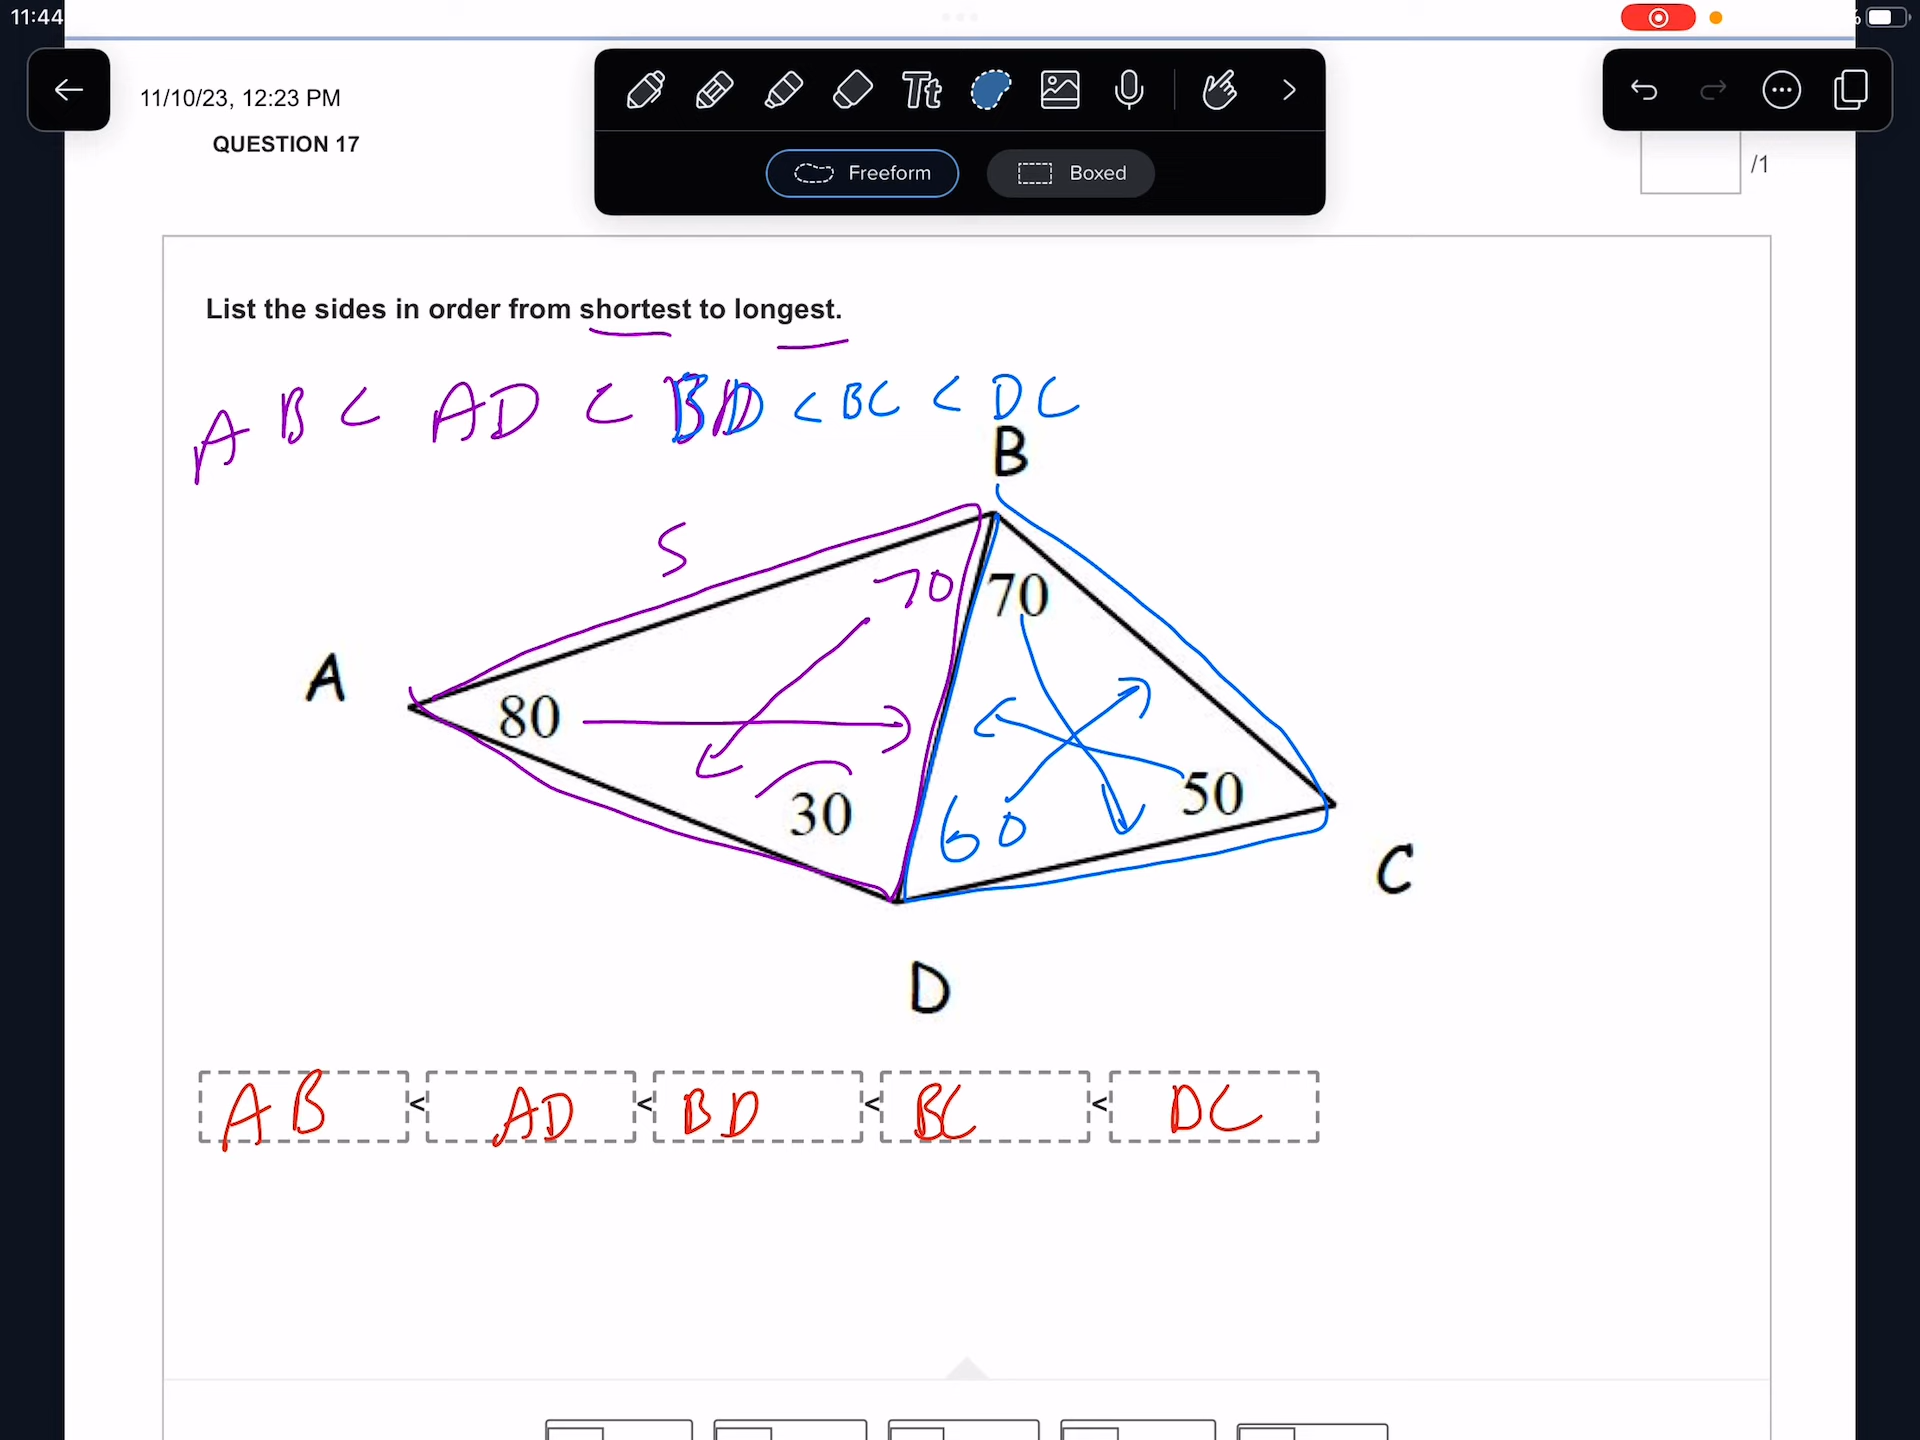 11:44
11/10/23, 12:23 PM
Tt
QUESTION 17
Freeform
Boxed
/1
List the sides in order from shortest to longest.
AB < AD < BD < BC < DC
B
S
70
70
A
80
30
60
50
C
D
AB < AD < BD < BC < DC